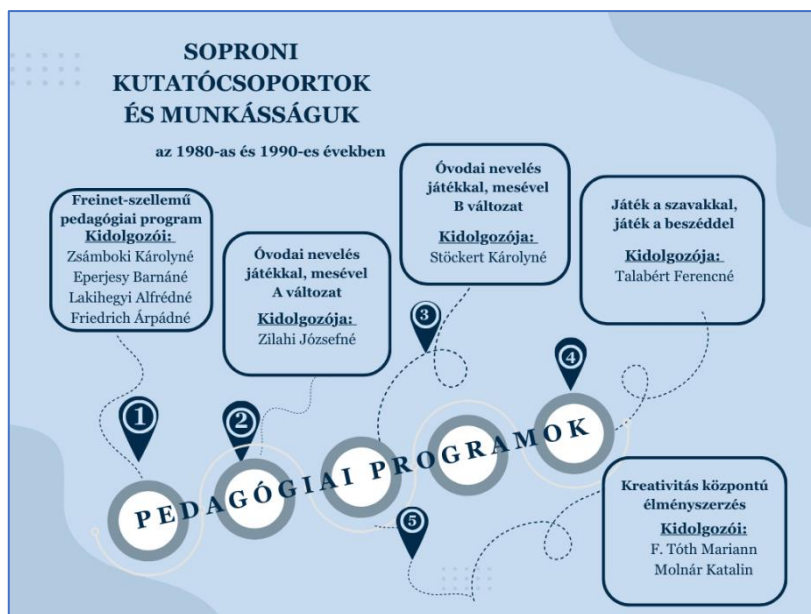 SOPRONI
KUTATÓCSOPORTOK
ÉS MUNKÁSSÁGUK
az 1980-as és 1990-es években
Freinet-szellemű
pedagógiai program
Kidolgozói:
Zsámboki Károlyné
Eperjesy Barnáné
Lakihegyi Alfrédné
Friedrich Árpádné
Óvodai nevelés
játékkal, mesével
A változat
Kidolgozója:
Zilahi Józsefné
Óvodai nevelés
játékkal, mesével
B változat
Kidolgozója:
Stöckert Károlyné
Játék a szavakkal,
játék a beszéddel
Kidolgozója:
Talabért Ferencné
1
2
3
4
PEDAGÓGIAI PROGRAMOK
5
Kreativitás központú
élményszerzés
Kidolgozói:
F. Tóth Mariann
Molnár Katalin